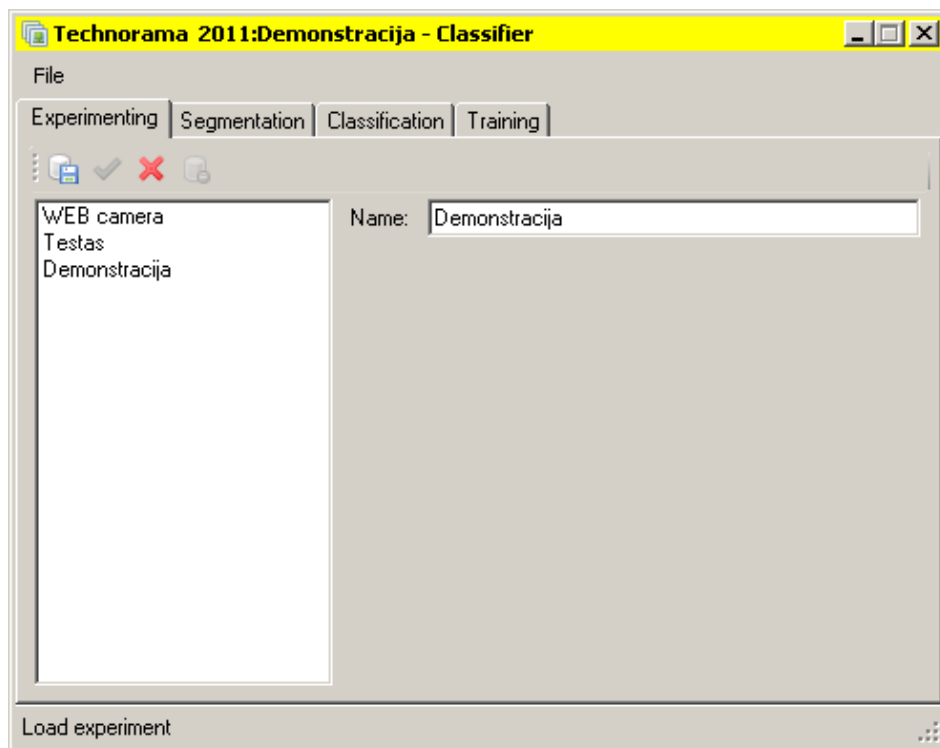 Technorama 2011:Demonstracija - Classifier
File
Experimenting Segmentation Classification Training
WEB camera
Testas
Demonstracija
Name: Demonstracija
Load experiment